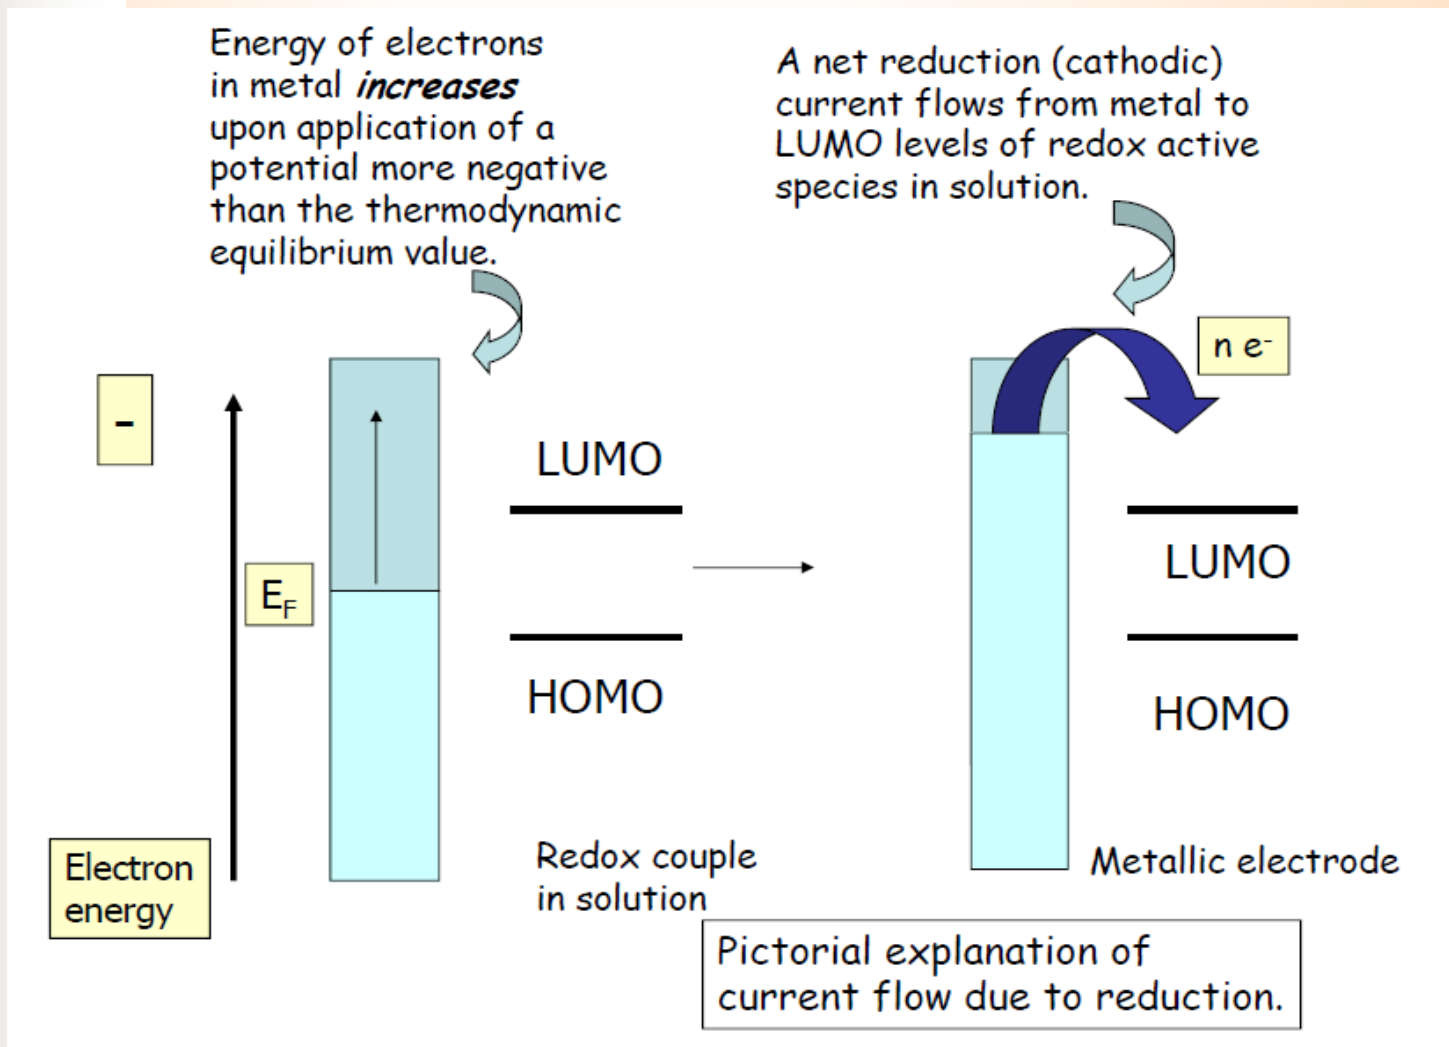 Energy of electrons
in metal increases
upon application of a
potential more negative
than the thermodynamic
equilibrium value.
A net reduction (cathodic)
current flows from metal to
LUMO levels of redox active
species in solution.
n e⁻
-
LUMO
E_F
LUMO
HOMO
HOMO
Electron
energy
Redox couple
in solution
Metallic electrode
Pictorial explanation of
current flow due to reduction.